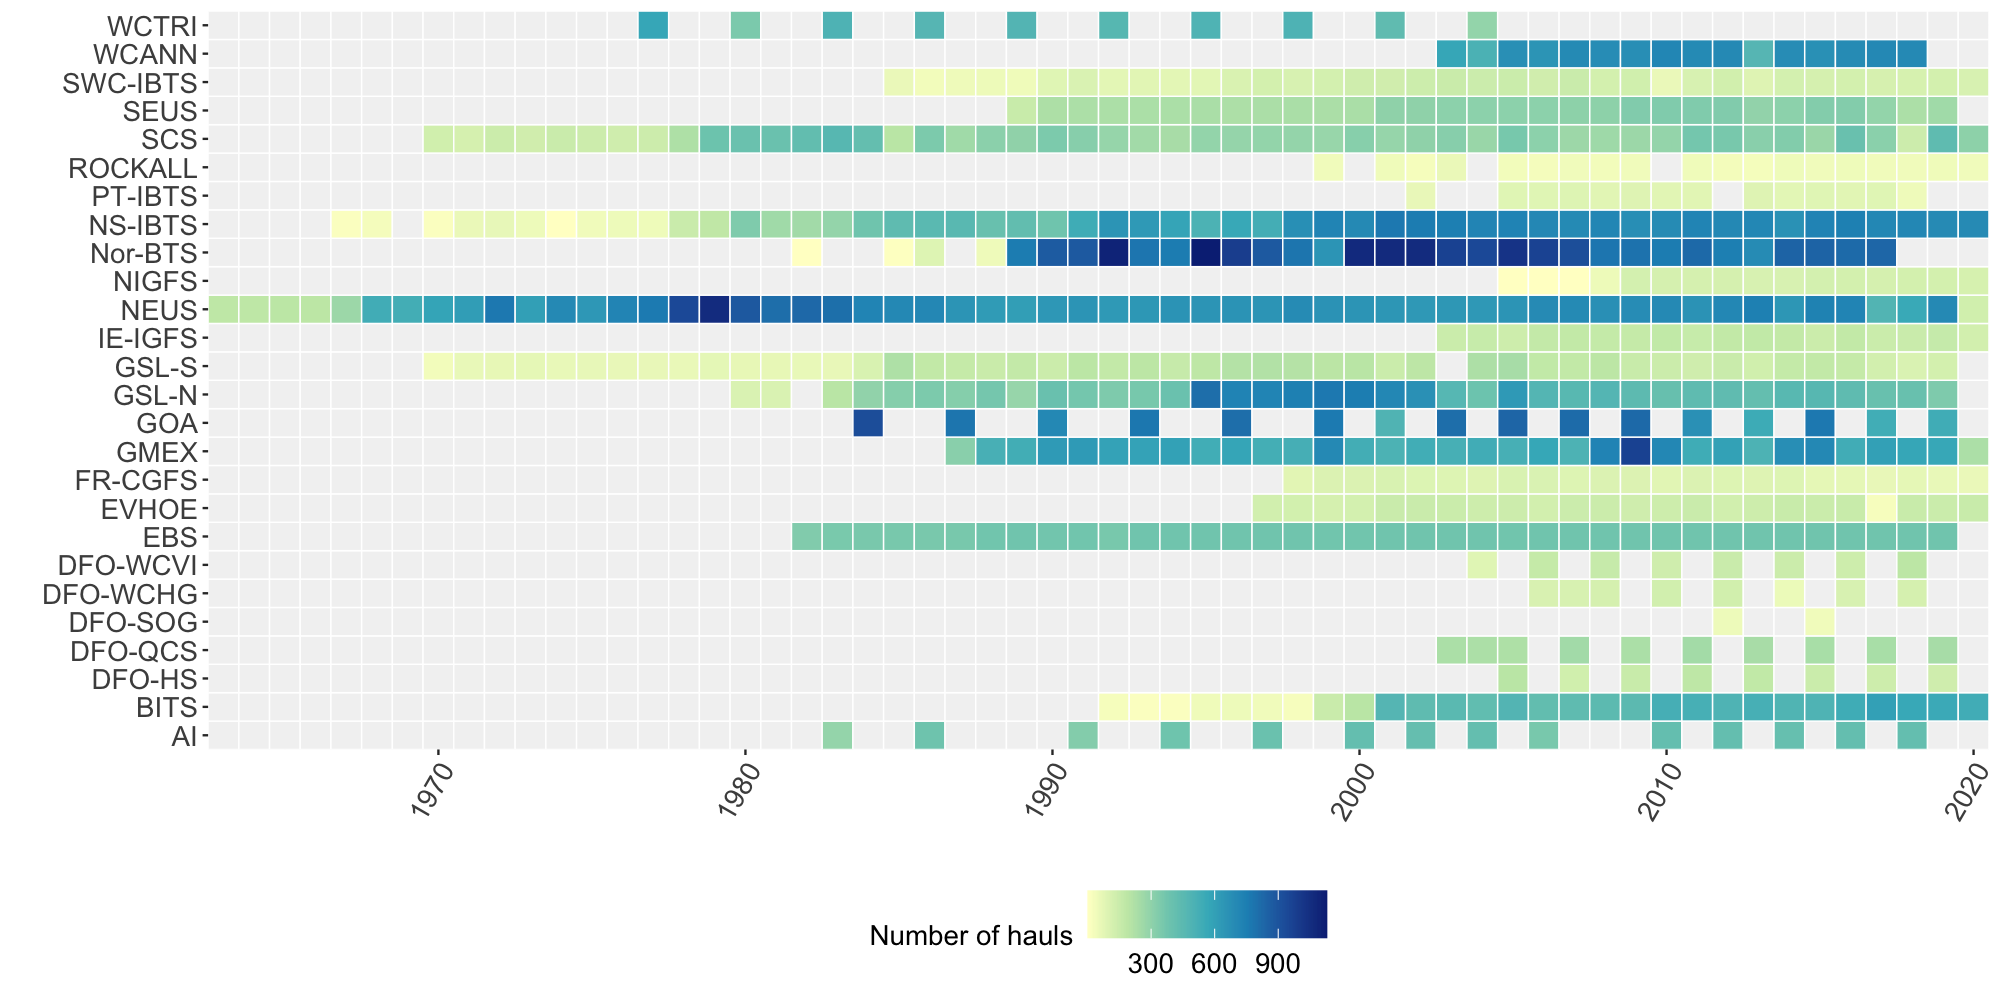 WCTRI
WCANN
SWC-IBTS
SEUS
SCS
ROCKALL
PT-IBTS
NS-IBTS
Nor-BTS
NIGFS
NEUS
IE-IGFS
GSL-S
GSL-N
GOA
GMEX
FR-CGFS
EVHOE
EBS
DFO-WCVI
DFO-WCHG
DFO-SOG
DFO-QCS
DFO-HS
BITS
AI
1970 1980 1990 2000 2010 2020
Number of hauls
300 600 900